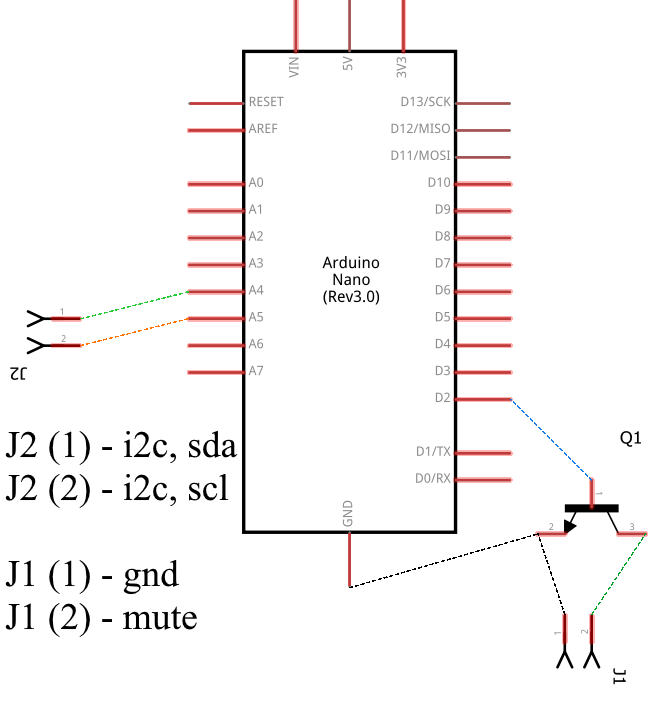 VIN
5V
3V3
RESET
D13/SCK
AREF
D12/MISO
D11/MOSI
A0
D10
A1
D9
A2
D8
A3
D7
Arduino
Nano
(Rev3.0)
A4
D6
1
A5
D5
2
A6
D4
J2
A7
D3
D2
Q1
J2 (1) - i2c, sda
D1/TX
J2 (2) - i2c, scl
D0/RX
1
GND
2
3
J1 (1) - gnd
J1 (2) - mute
1
2
J1